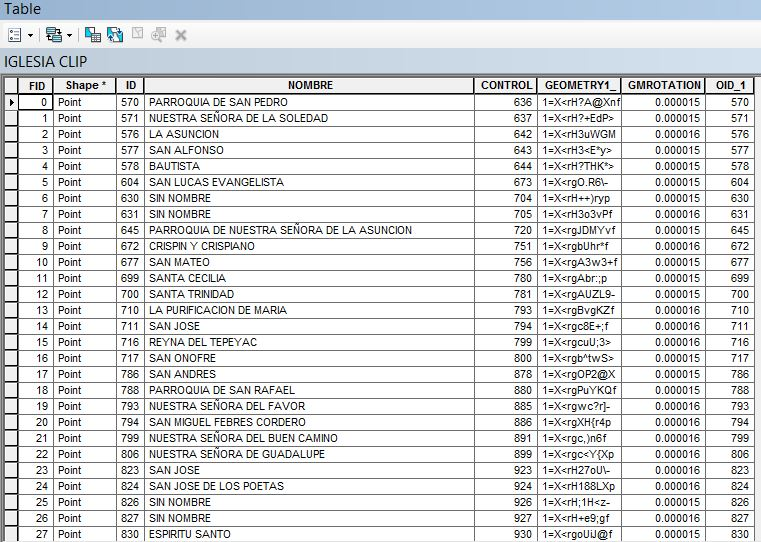 Table
IGLESIA CLIP
FID Shape * ID NOMBRE CONTROL GEOMETRY1_ GMROTATION OID_1
0 Point 570 PARROQUIA DE SAN PEDRO 636 1=X<rH?A@Xnf 0.000015 570
1 Point 571 NUESTRA SEÑORA DE LA SOLEDAD 637 1=X<rH?+EdP> 0.000015 571
2 Point 576 LA ASUNCION 642 1=X<rH3uWGM 0.000016 576
3 Point 577 SAN ALFONSO 643 1=X<rH3<E*y> 0.000015 577
4 Point 578 BAUTISTA 644 1=X<rH?THK*> 0.000015 578
5 Point 604 SAN LUCAS EVANGELISTA 673 1=X<rgO.R6\- 0.000015 604
6 Point 630 SIN NOMBRE 704 1=X<rH++)ryp 0.000015 630
7 Point 631 SIN NOMBRE 705 1=X<rH3o3vPf 0.000016 631
8 Point 645 PARROQUIA DE NUESTRA SEÑORA DE LA ASUNCION 720 1=X<rgJDMYvf 0.000015 645
9 Point 672 CRISPIN Y CRISPIANO 751 1=X<rgbUhr*f 0.000016 672
10 Point 677 SAN MATEO 756 1=X<rgA3w3+f 0.000015 677
11 Point 699 SANTA CECILIA 780 1=X<rgAbr:;p 0.000015 699
12 Point 700 SANTA TRINIDAD 781 1=X<rgAUZL9- 0.000015 700
13 Point 710 LA PURIFICACION DE MARIA 793 1=X<rgBvgKZf 0.000016 710
14 Point 711 SAN JOSE 794 1=X<rgc8E+;f 0.000016 711
15 Point 716 REYNA DEL TEPEYAC 799 1=X<rgcuU;3> 0.000016 716
16 Point 717 SAN ONOFRE 800 1=X<rgb^twS> 0.000015 717
17 Point 786 SAN ANDRES 878 1=X<rgOP2@X 0.000015 786
18 Point 788 PARROQUIA DE SAN RAFAEL 880 1=X<rgPuYKQf 0.000015 788
19 Point 793 NUESTRA SEÑORA DEL FAVOR 885 1=X<rgwc?r]- 0.000016 793
20 Point 794 SAN MIGUEL FEBRES CORDERO 886 1=X<rgXH{r4p 0.000016 794
21 Point 799 NUESTRA SEÑORA DEL BUEN CAMINO 891 1=X<rgc,)n6f 0.000016 799
22 Point 806 NUESTRA SEÑORA DE GUADALUPE 899 1=X<rgc<Y{Xp 0.000016 806
23 Point 823 SAN JOSE 923 1=X<rH27oU\- 0.000016 823
24 Point 824 SAN JOSE DE LOS POETAS 924 1=X<rH188LXp 0.000016 824
25 Point 826 SIN NOMBRE 926 1=X<rH;1H<z- 0.000015 826
26 Point 827 SIN NOMBRE 927 1=X<rH+e9;gf 0.000016 827
27 Point 830 ESPIRITU SANTO 930 1=X<rgoUiJ@f 0.000015 830